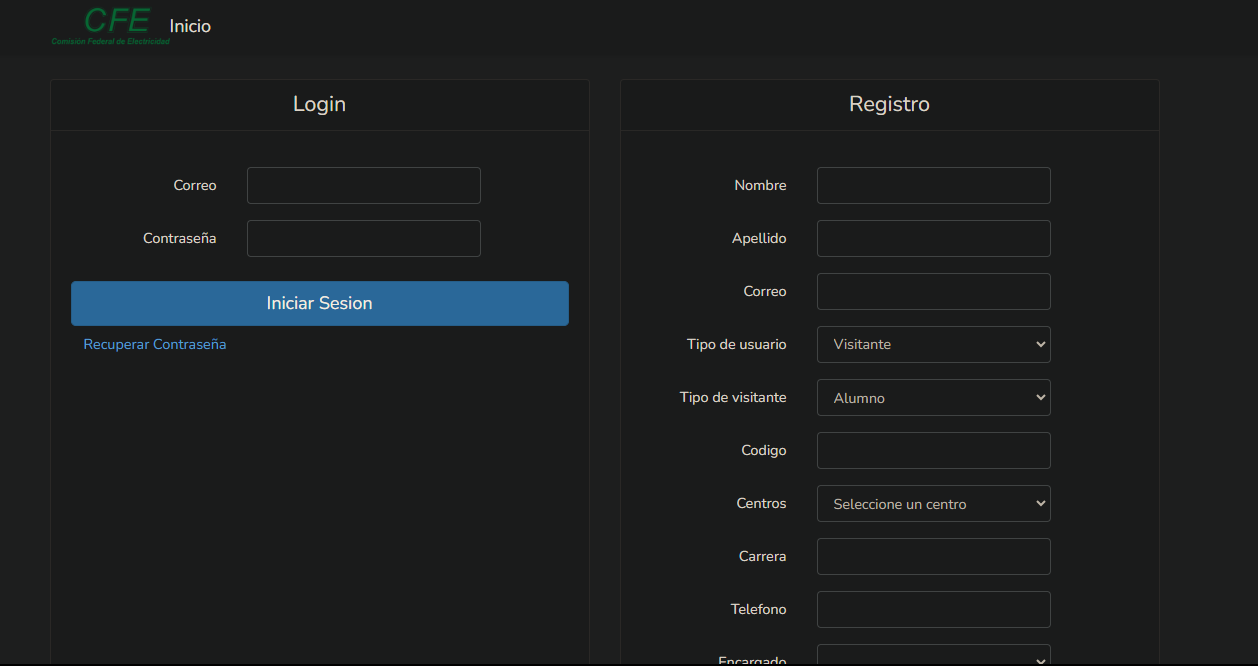 CFE
Comisión Federal de Electricidad
Inicio
Login
Correo
Contraseña
Iniciar Sesion
Recuperar Contraseña
Registro
Nombre
Apellido
Correo
Tipo de usuario
Visitante
Tipo de visitante
Alumno
Codigo
Centros
Seleccione un centro
Carrera
Telefono
Encargado